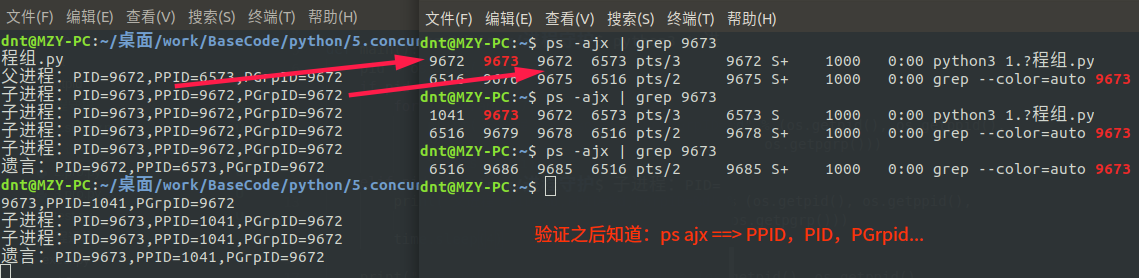 文件(F) 编辑(E) 查看(V) 搜索(S) 终端(T) 帮助(H)
dnt@MZY-PC:~/桌面/work/BaseCode/python/5.concur
程组.py
父进程：PID=9672,PPID=6573,PGrpID=9672
子进程：PID=9673,PPID=9672,PGrpID=9672
子进程：PID=9673,PPID=9672,PGrpID=9672
子进程：PID=9673,PPID=9672,PGrpID=9672
子进程：PID=9673,PPID=9672,PGrpID=9672
遗言：PID=9672,PPID=6573,PGrpID=9672
dnt@MZY-PC:~/桌面/work/BaseCode/python/5.concur
9673,PPID=1041,PGrpID=9672
子进程：PID=9673,PPID=1041,PGrpID=9672
子进程：PID=9673,PPID=1041,PGrpID=9672
遗言：PID=9673,PPID=1041,PGrpID=9672
文件(F) 编辑(E) 查看(V) 搜索(S) 终端(T) 帮助(H)
dnt@MZY-PC:~$ ps -ajx | grep 9673
9672 9673 9672 6573 pts/3 9672 S+ 1000 0:00 python3 1.?程组.py
6516 9676 9675 6516 pts/2 9675 S+ 1000 0:00 grep --color=auto 9673
dnt@MZY-PC:~$ ps -ajx | grep 9673
1041 9673 9672 6573 pts/3 6573 S 1000 0:00 python3 1.?程组.py
6516 9679 9678 6516 pts/2 9678 S+ 1000 0:00 grep --color=auto 9673
dnt@MZY-PC:~$ ps -ajx | grep 9673
6516 9686 9685 6516 pts/2 9685 S+ 1000 0:00 grep --color=auto 9673
dnt@MZY-PC:~$
验证之后知道：ps ajx ==> PPID，PID，PGrpid...